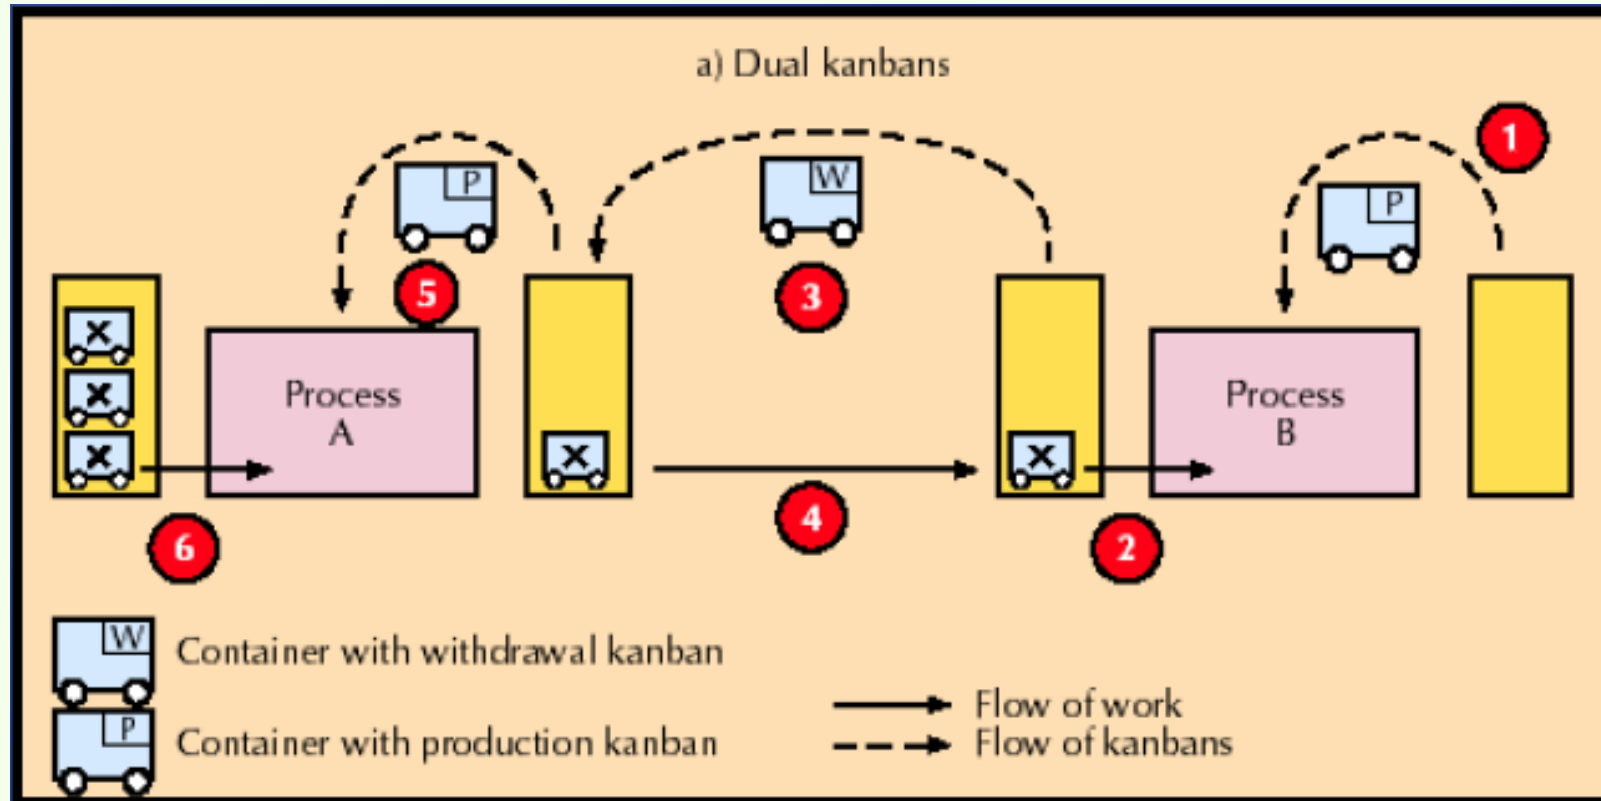 a) Dual kanbans
1
P
W
P
5
3
X
X
X
Process
A
X
X
Process
B
4
6
2
W
Container with withdrawal kanban
P
Container with production kanban
Flow of work
Flow of kanbans